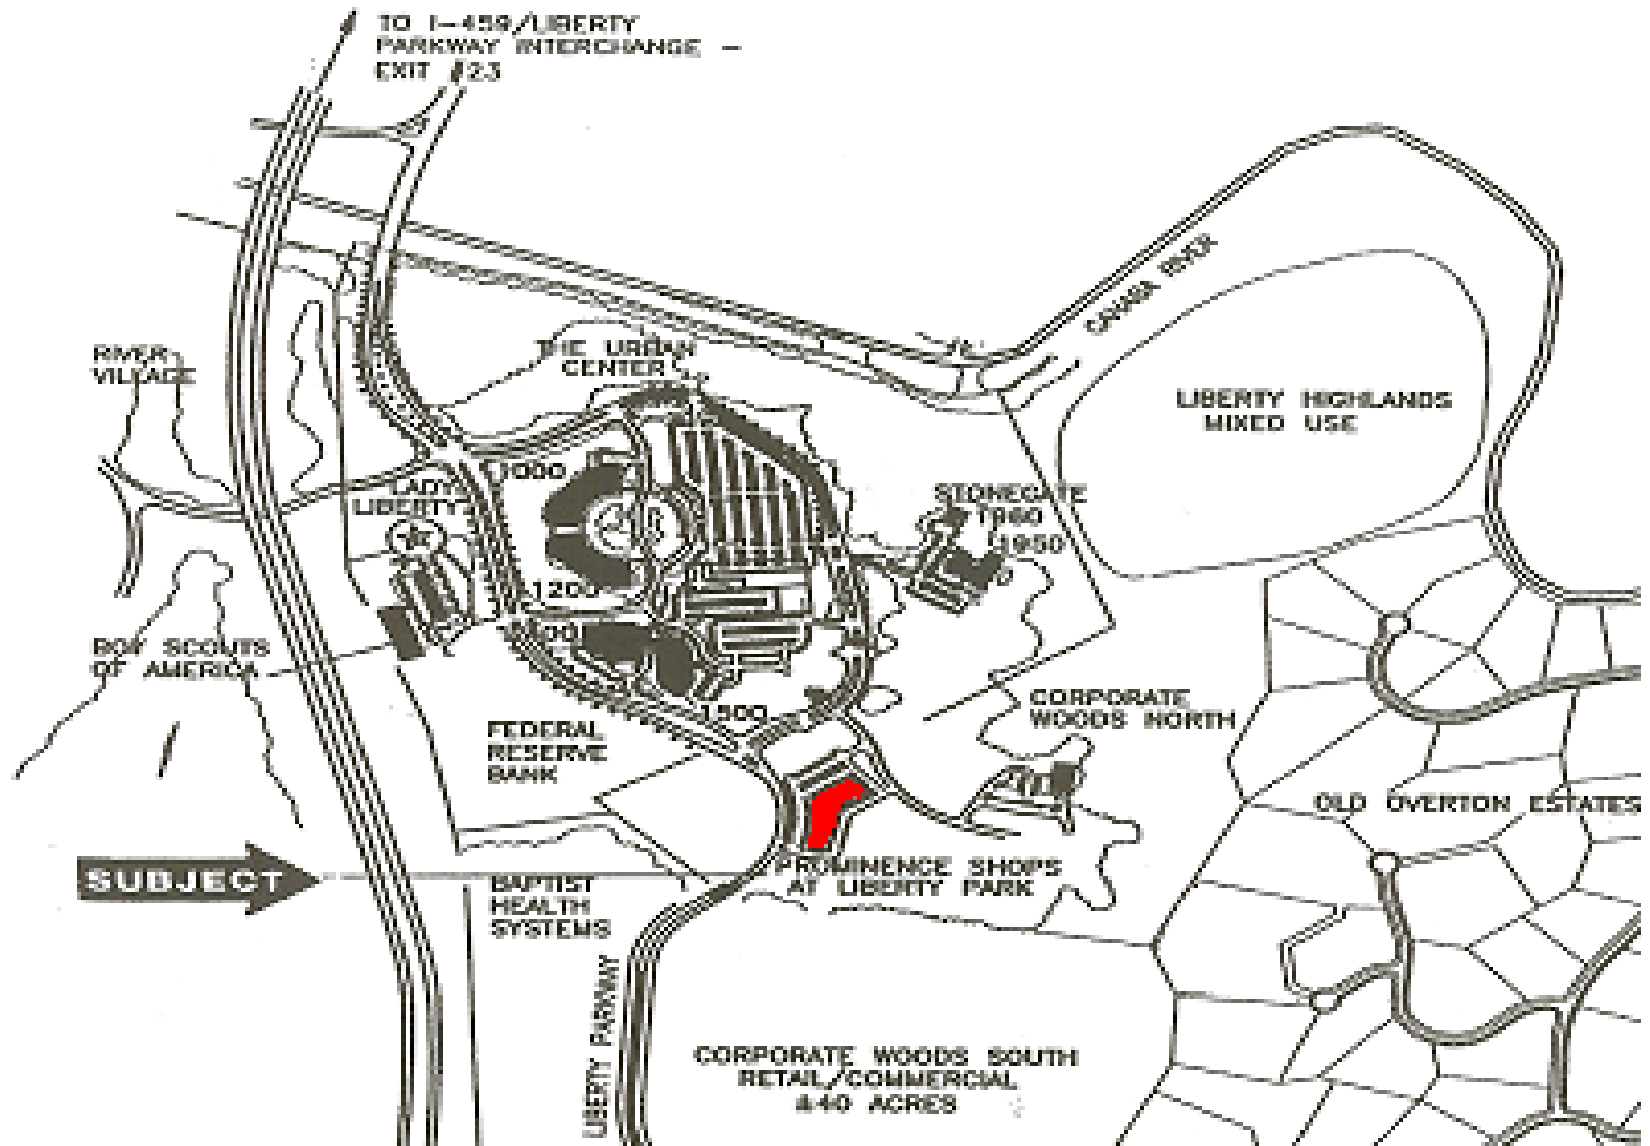 TO I-459/LIBERTY
PARKWAY INTERCHANGE -
EXIT #23
CAHABA RIVER
RIVER
VILLAGE
THE URBAN
CENTER
LIBERTY HIGHLANDS
MIXED USE
1000
LADY
LIBERTY
STONEGATE
1960
1950
1200
BOY SCOUTS
OF AMERICA
CORPORATE
WOODS NORTH
1500
FEDERAL
RESERVE
BANK
OLD OVERTON ESTATES
SUBJECT
PROMINENCE SHOPS
AT LIBERTY PARK
BAPTIST
HEALTH
SYSTEMS
LIBERTY PARKWAY
CORPORATE WOODS SOUTH
RETAIL/COMMERCIAL
±40 ACRES